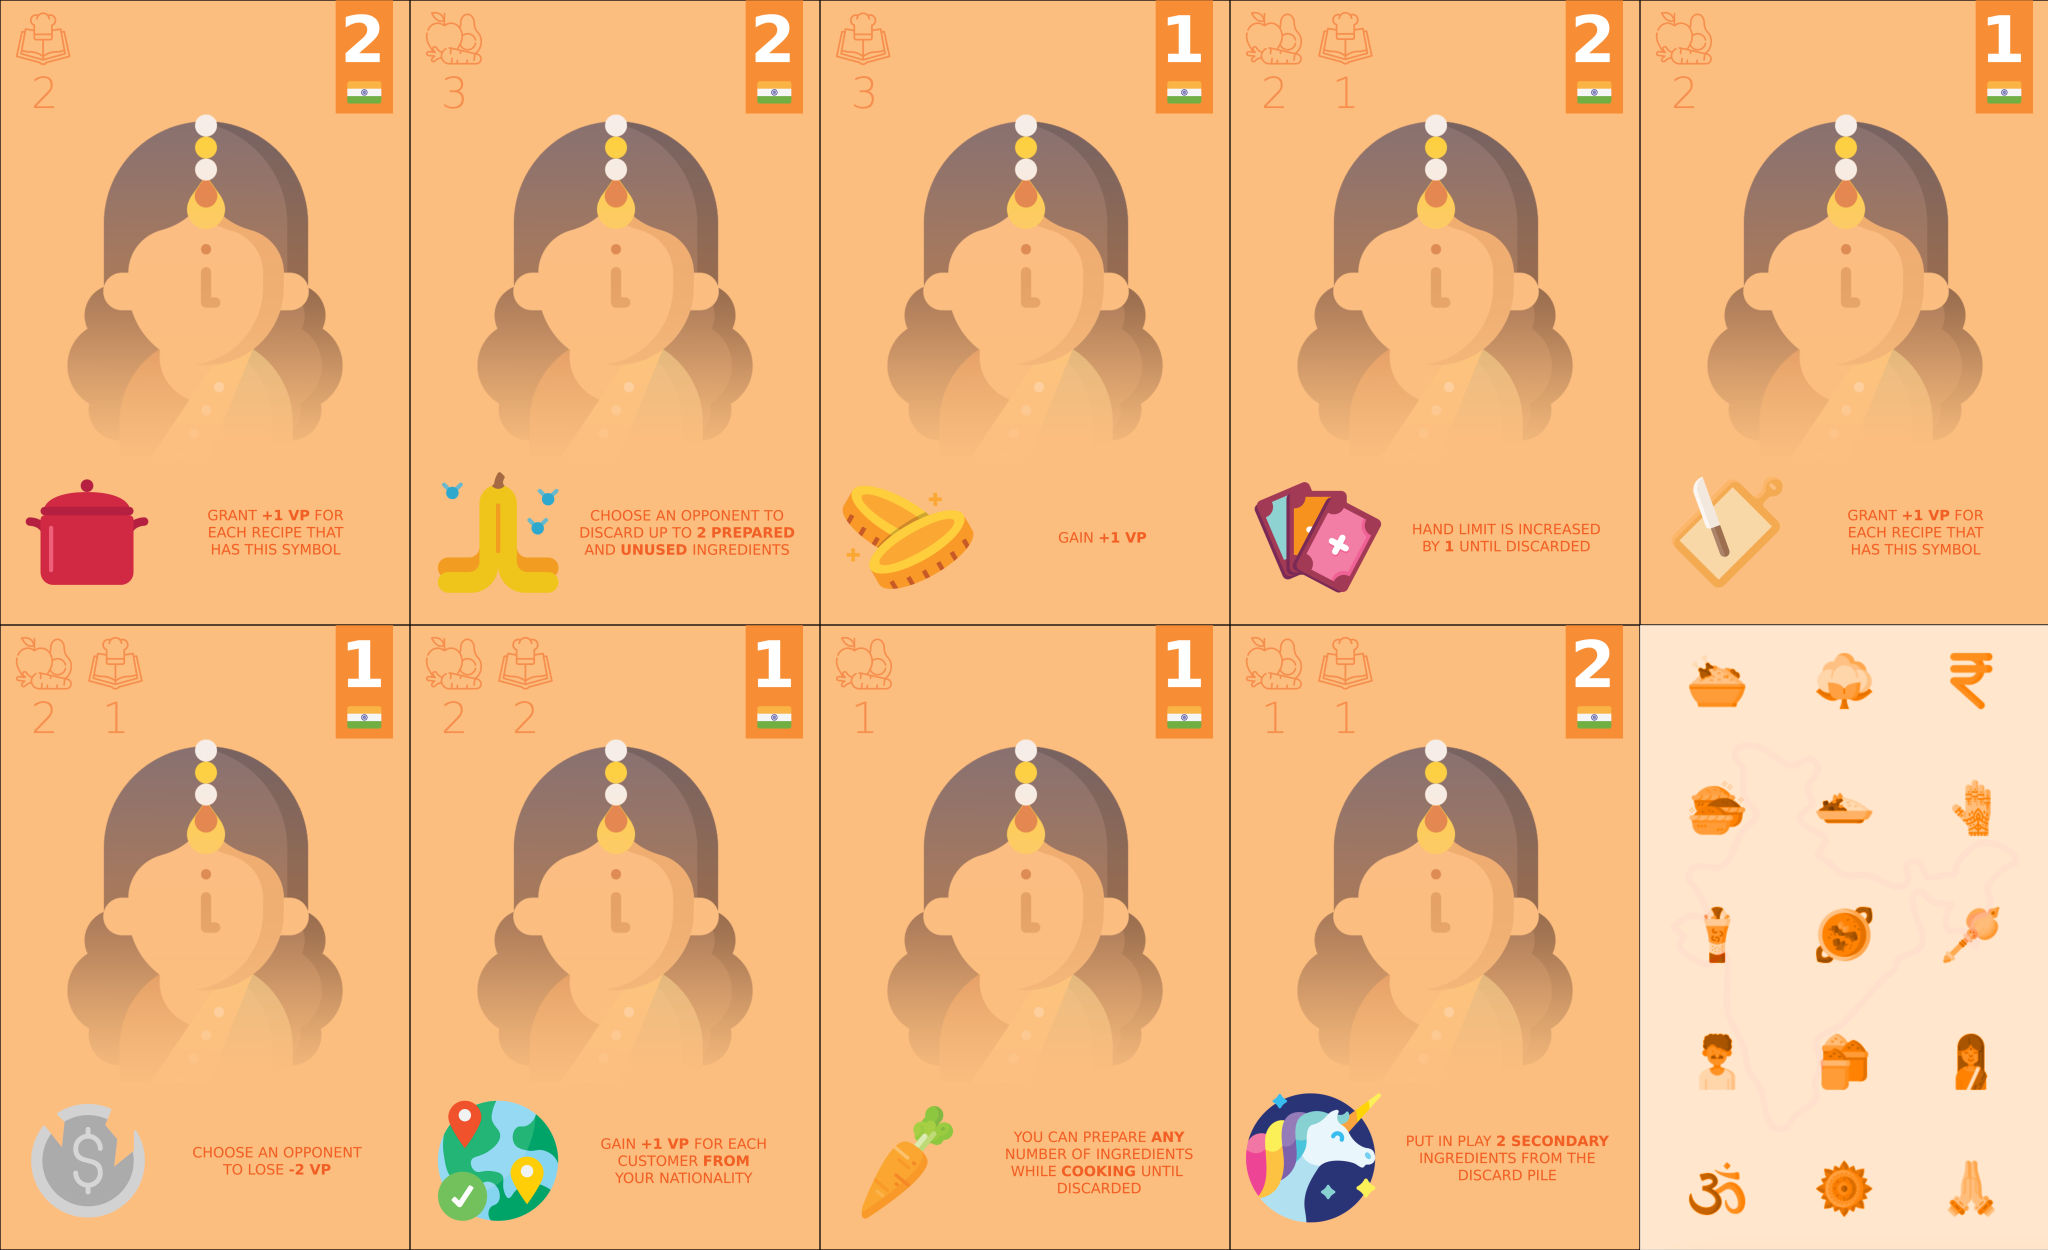 2
2
GRANT +1 VP FOR
EACH RECIPE THAT
HAS THIS SYMBOL
3
2
CHOOSE AN OPPONENT TO
DISCARD UP TO 2 PREPARED
AND UNUSED INGREDIENTS
3
1
GAIN +1 VP
2 1
2
HAND LIMIT IS INCREASED
BY 1 UNTIL DISCARDED
2
1
GRANT +1 VP FOR
EACH RECIPE THAT
HAS THIS SYMBOL
2 1
1
$
CHOOSE AN OPPONENT
TO LOSE -2 VP
2 2
1
GAIN +1 VP FOR EACH
CUSTOMER FROM
YOUR NATIONALITY
1
1
YOU CAN PREPARE ANY
NUMBER OF INGREDIENTS
WHILE COOKING UNTIL
DISCARDED
1 1
2
PUT IN PLAY 2 SECONDARY
INGREDIENTS FROM THE
DISCARD PILE
₹
ॐ